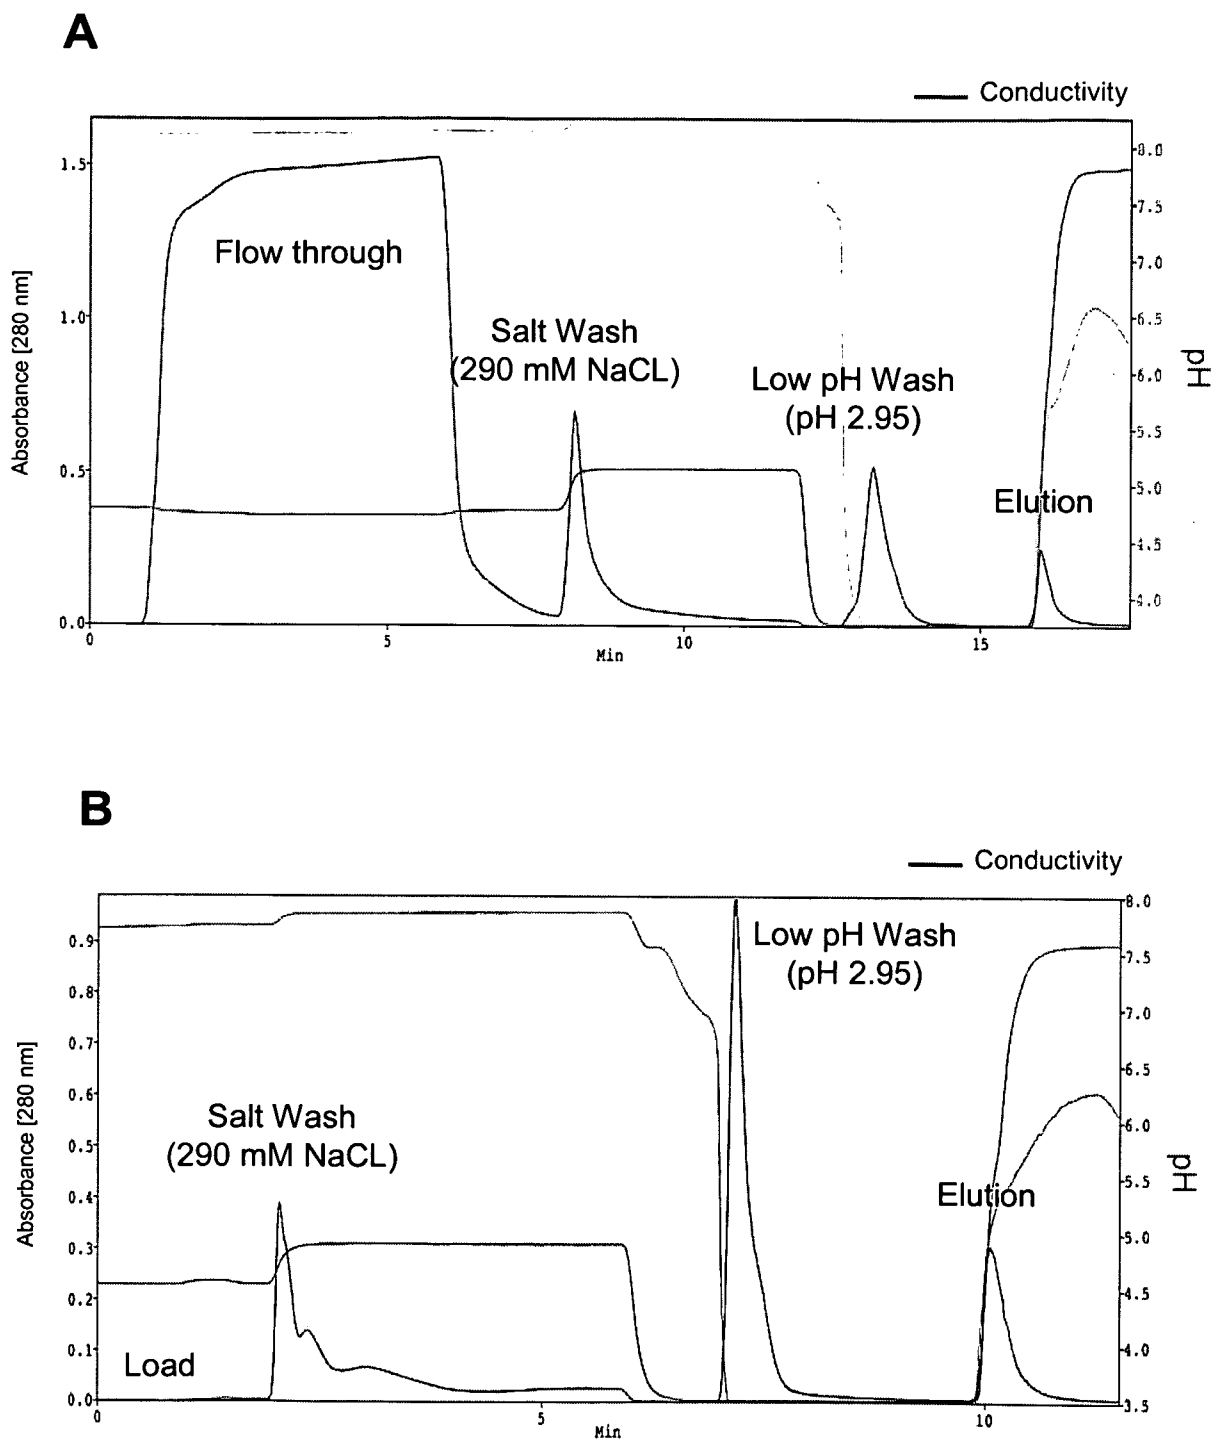 A
Conductivity
1.5
1.0
0.5
0.0
Absorbance [280 nm]
Flow through
Salt Wash
(290 mM NaCL)
Low pH Wash
(pH 2.95)
Elution
8.0
7.5
7.0
6.5
6.0
5.5
5.0
4.5
4.0
pH
0
5
10
15
Min
B
Conductivity
0.9
0.8
0.7
0.6
0.5
0.4
0.3
0.2
0.1
0.0
Absorbance [280 nm]
Low pH Wash
(pH 2.95)
Salt Wash
(290 mM NaCL)
Elution
Load
8.0
7.5
7.0
6.5
6.0
5.5
5.0
4.5
4.0
3.5
pH
0
5
10
Min